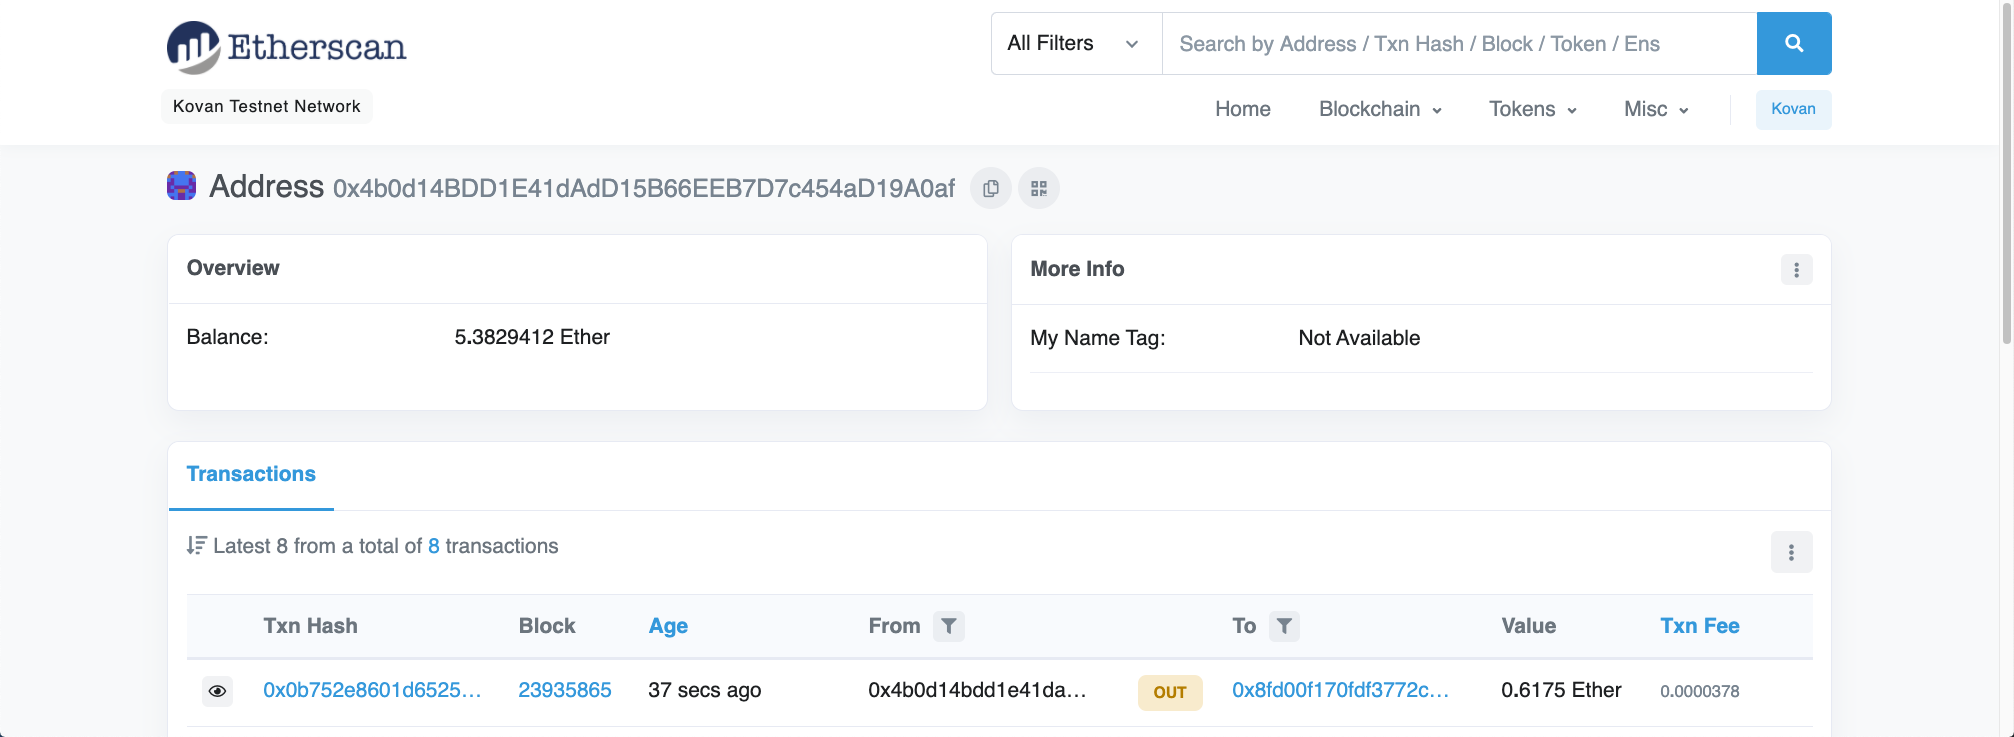 Etherscan
All Filters
Search by Address / Txn Hash / Block / Token / Ens
Kovan Testnet Network
Home Blockchain Tokens Misc Kovan
Address 0x4b0d14BDD1E41dAdD15B66EEB7D7c454aD19A0af
Overview
Balance: 5.3829412 Ether
More Info
My Name Tag: Not Available
Transactions
Latest 8 from a total of 8 transactions
Txn Hash Block Age From To Value Txn Fee
0x0b752e8601d6525... 23935865 37 secs ago 0x4b0d14bdd1e41da... OUT 0x8fd00f170fdf3772c... 0.6175 Ether 0.0000378